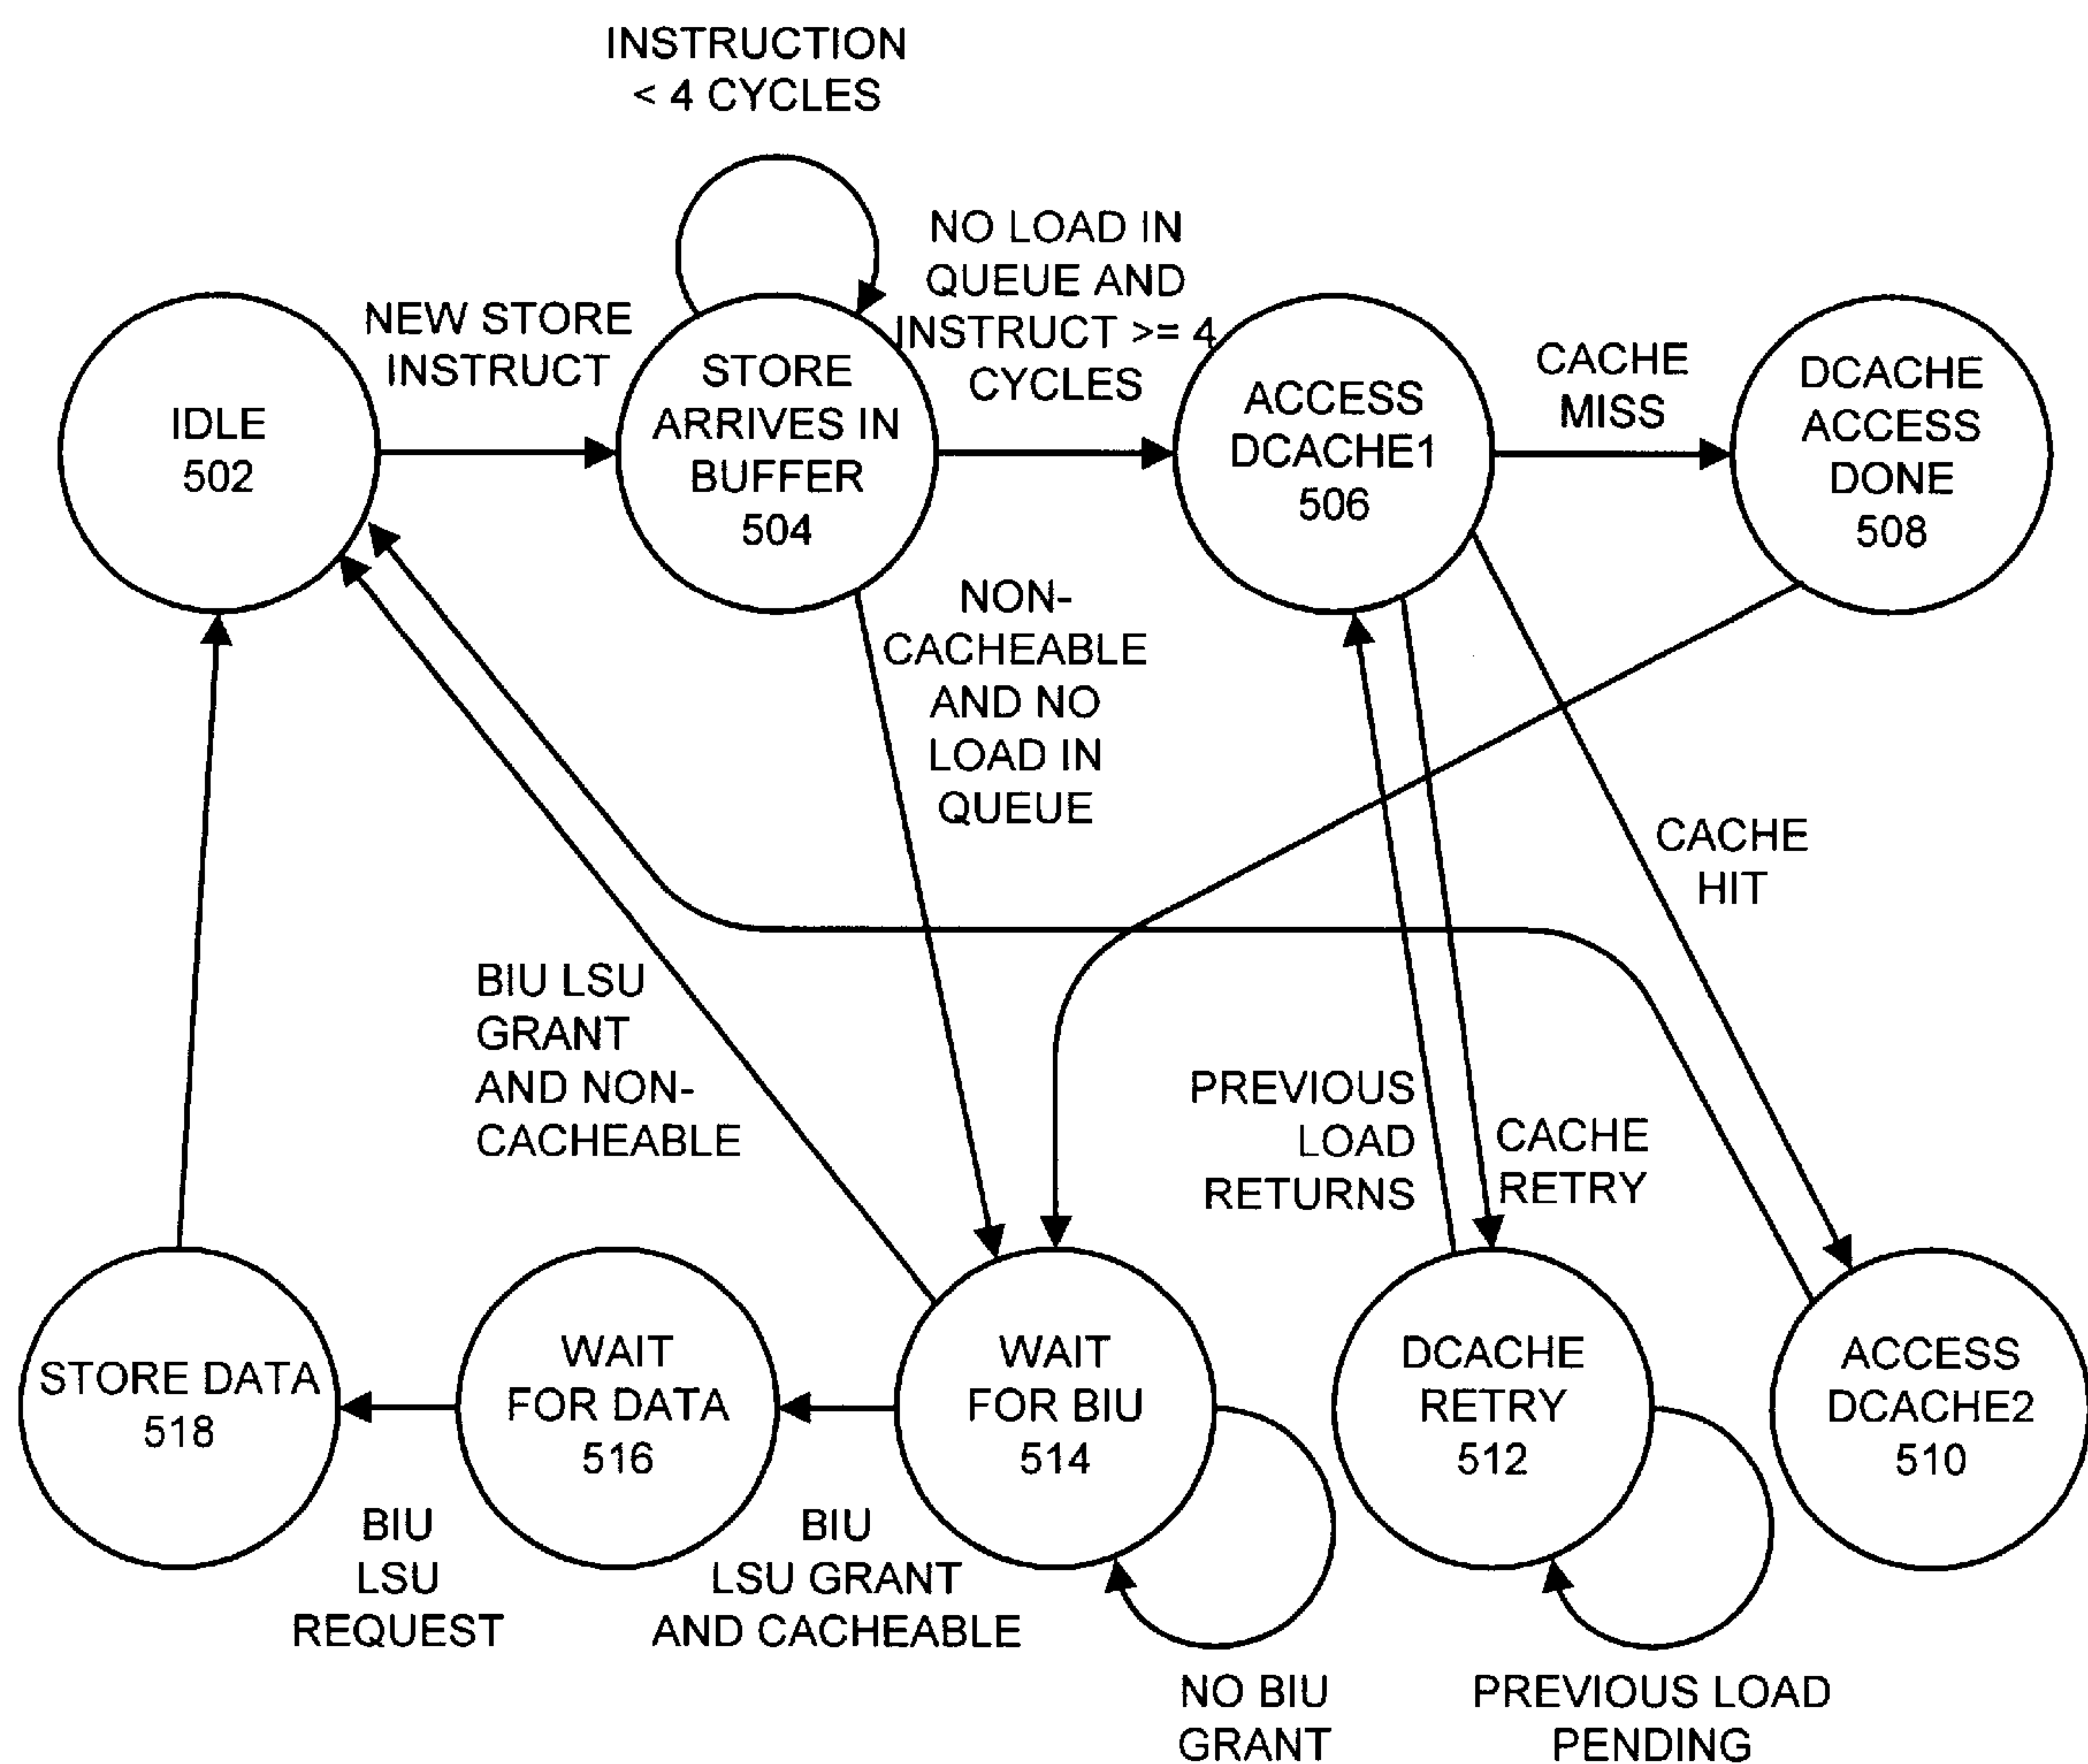 INSTRUCTION
< 4 CYCLES
NEW STORE
INSTRUCT
NO LOAD IN
QUEUE AND
INSTRUCT >= 4
CYCLES
CACHE
MISS
IDLE
502
STORE
ARRIVES IN
BUFFER
504
ACCESS
DCACHE1
506
DCACHE
ACCESS
DONE
508
NON-
CACHEABLE
AND NO
LOAD IN
QUEUE
CACHE
HIT
BIU LSU
GRANT
AND NON-
CACHEABLE
PREVIOUS
LOAD
RETURNS
CACHE
RETRY
STORE DATA
518
WAIT
FOR DATA
516
WAIT
FOR BIU
514
DCACHE
RETRY
512
ACCESS
DCACHE2
510
BIU
LSU
REQUEST
BIU
LSU GRANT
AND CACHEABLE
NO BIU
GRANT
PREVIOUS LOAD
PENDING